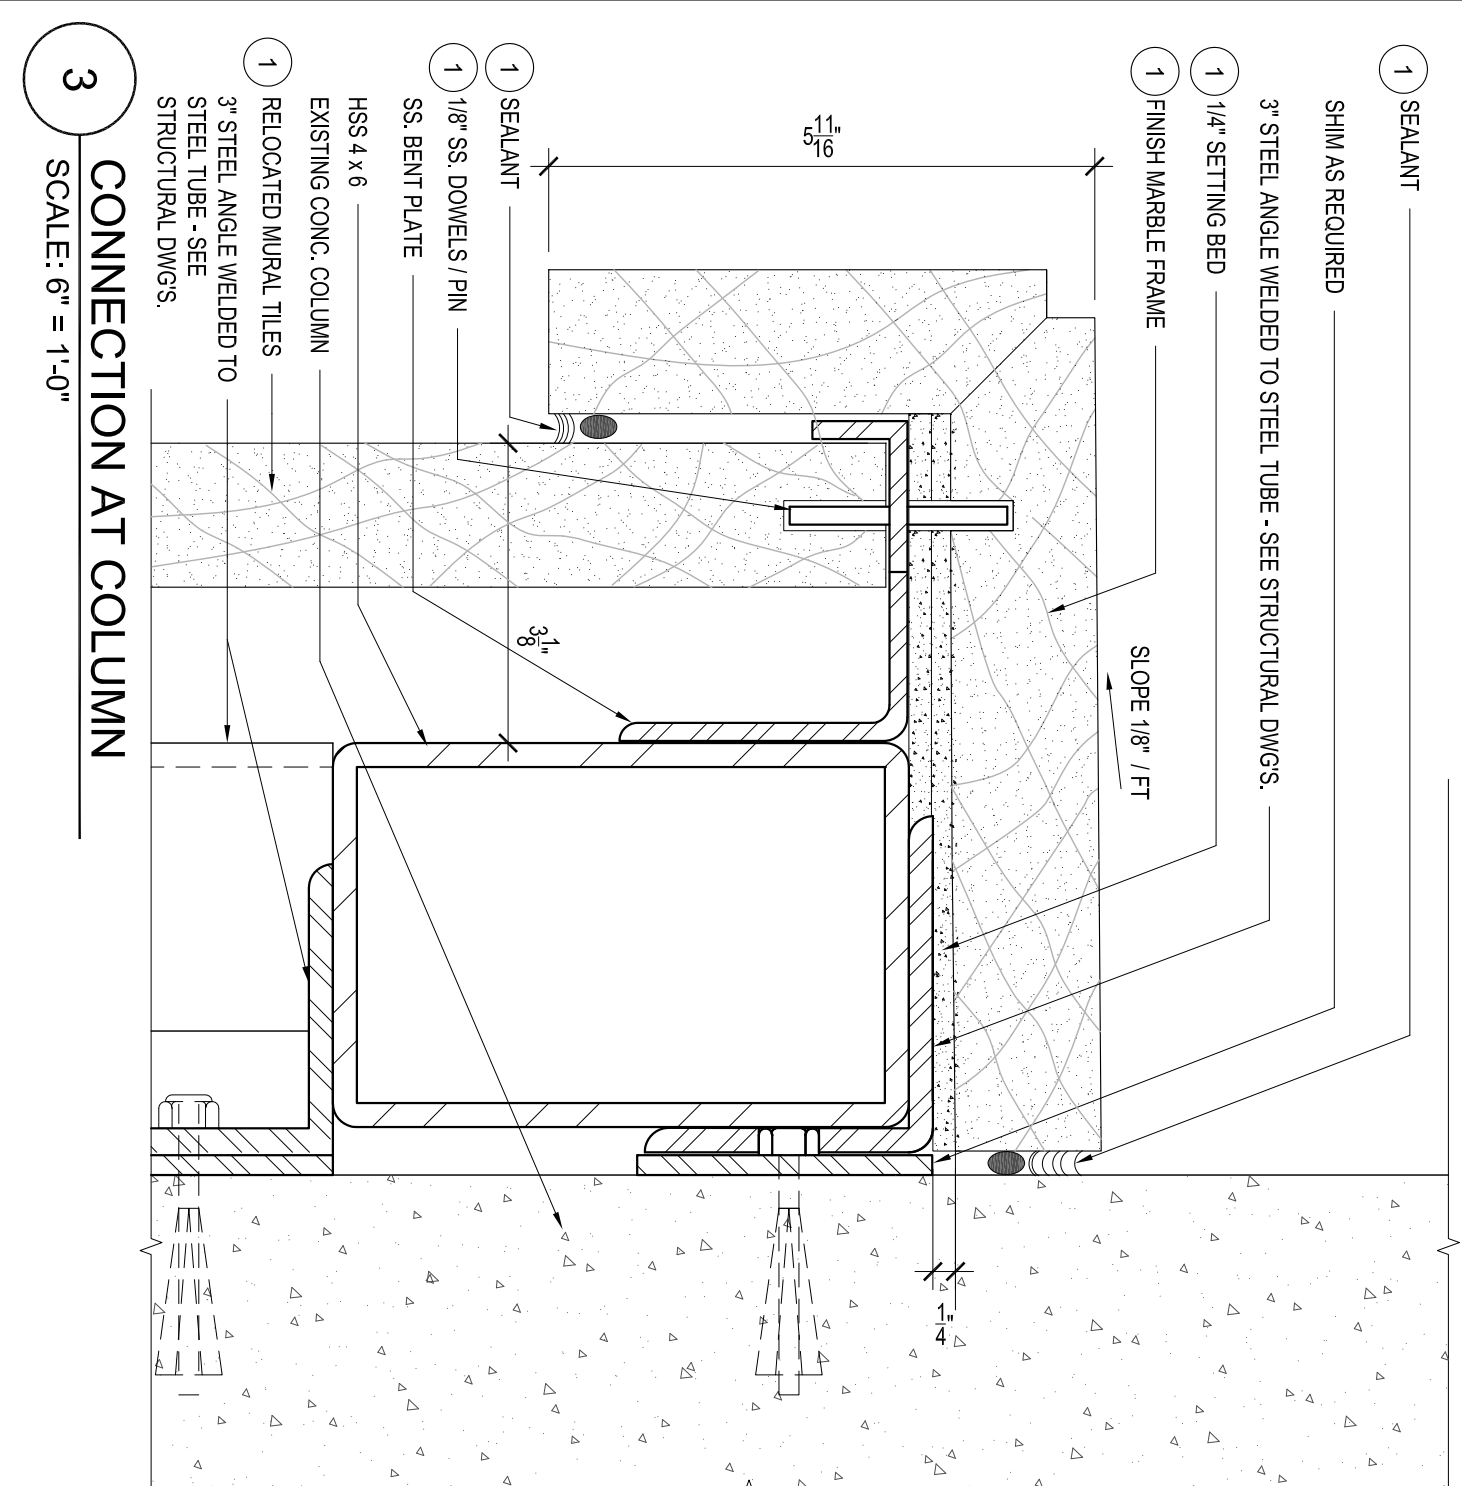 1 SEALANT
SHIM AS REQUIRED
3" STEEL ANGLE WELDED TO STEEL TUBE - SEE STRUCTURAL DWG'S.
1 1/4" SETTING BED
1 FINISH MARBLE FRAME
SLOPE 1/8" / FT
5 11/16"
3 1/8"
1/4"
1 SEALANT
1 1/8" SS. DOWELS / PIN
SS. BENT PLATE
HSS 4 x 6
EXISTING CONC. COLUMN
1 RELOCATED MURAL TILES
3" STEEL ANGLE WELDED TO
STEEL TUBE - SEE
STRUCTURAL DWG'S.
3 CONNECTION AT COLUMN
SCALE: 6" = 1'-0"